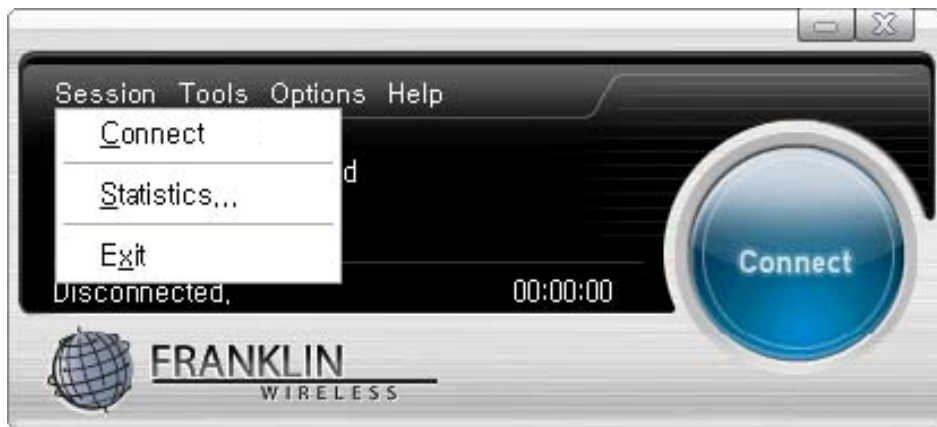 Session Tools Options Help
Connect
d
Statistics...
Exit
Connect
Disconnected, 00:00:00
FRANKLIN
WIRELESS